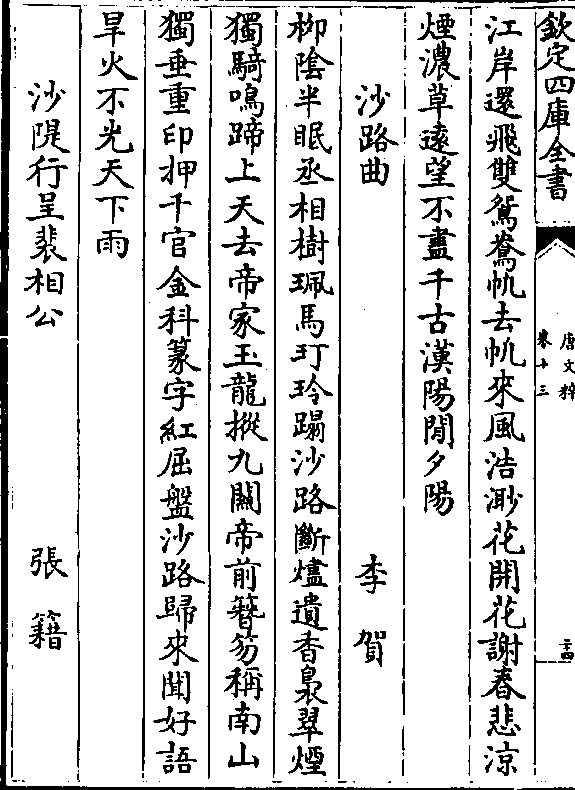 欽定四庫全書
唐文粹
卷十三
二十四
江岸還飛雙鴛鴦帆去帆來風浩渺花開花謝春悲涼
煙濃草遠望不盡千古漢陽閒夕陽
沙路曲 李賀
柳陰半眠丞相樹珮馬玎玲蹋沙路斷爐遺香裊翠煙
獨騎鳴蹄上天去帝家玉龍摐九關帝前簮笏稱南山
獨垂重印押千官金科篆字紅屈盤沙路歸來聞好語
旱火不光天下雨
沙隄行呈裴相公 張籍